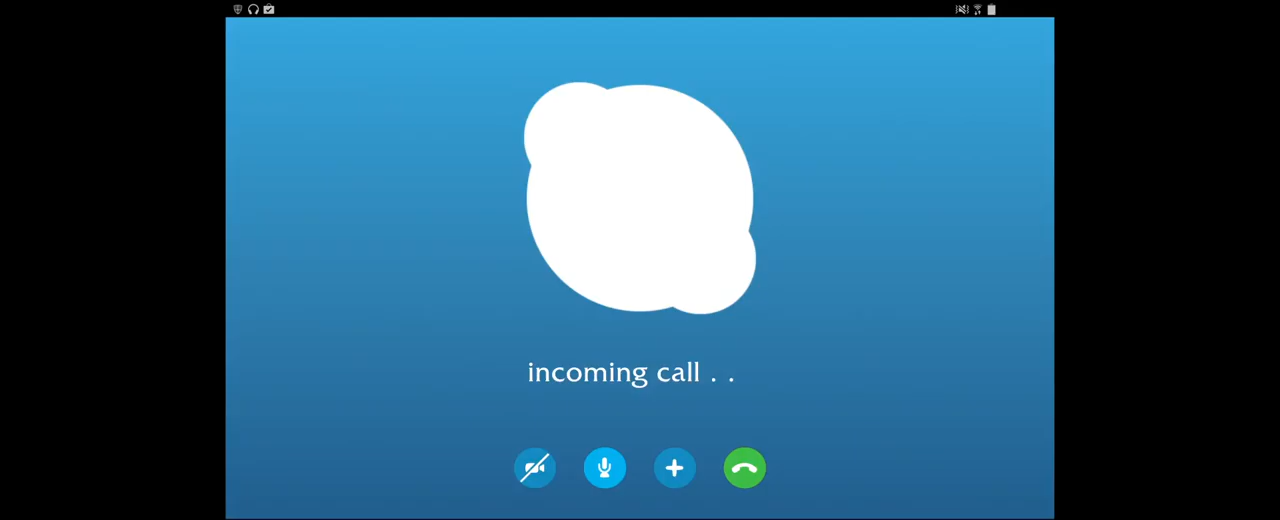 incoming call . .